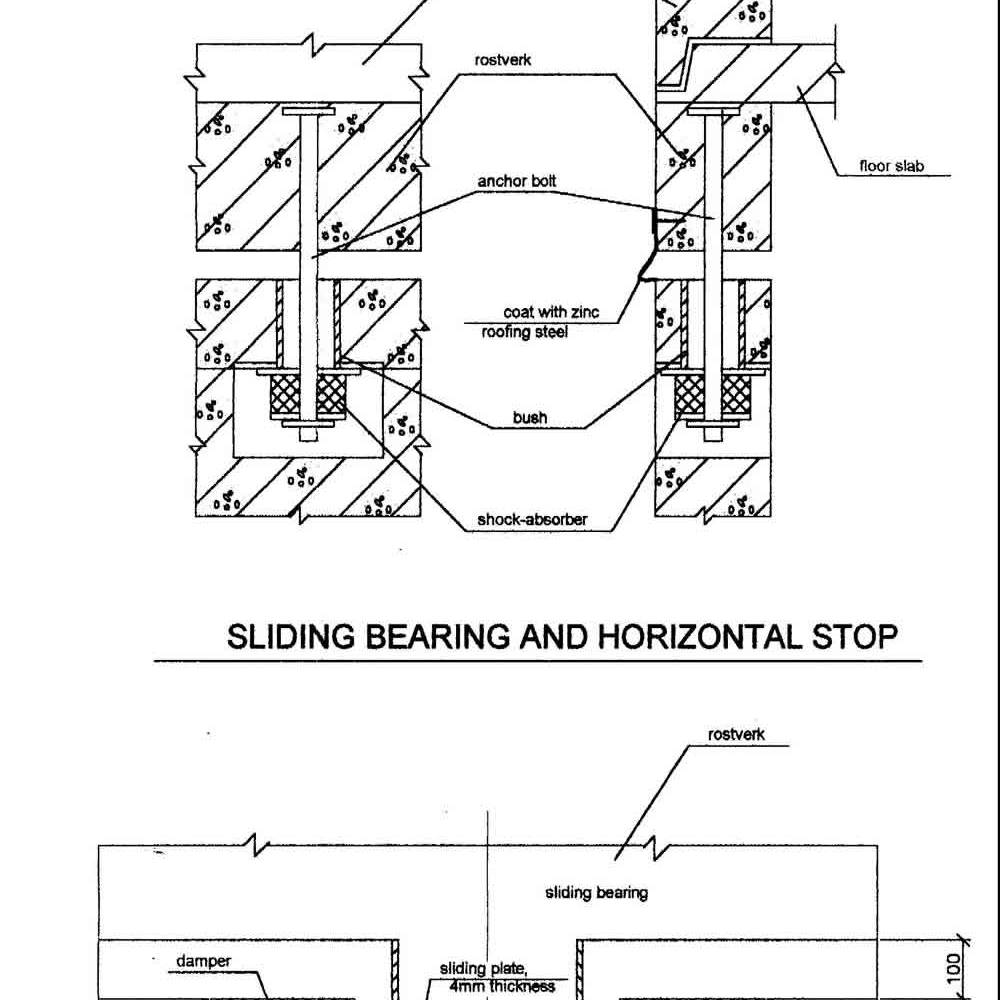 rostverk
floor slab
anchor bolt
coat with zinc
roofing steel
bush
shock-absorber
SLIDING BEARING AND HORIZONTAL STOP
rostverk
sliding bearing
damper
sliding plate,
4mm thickness
100